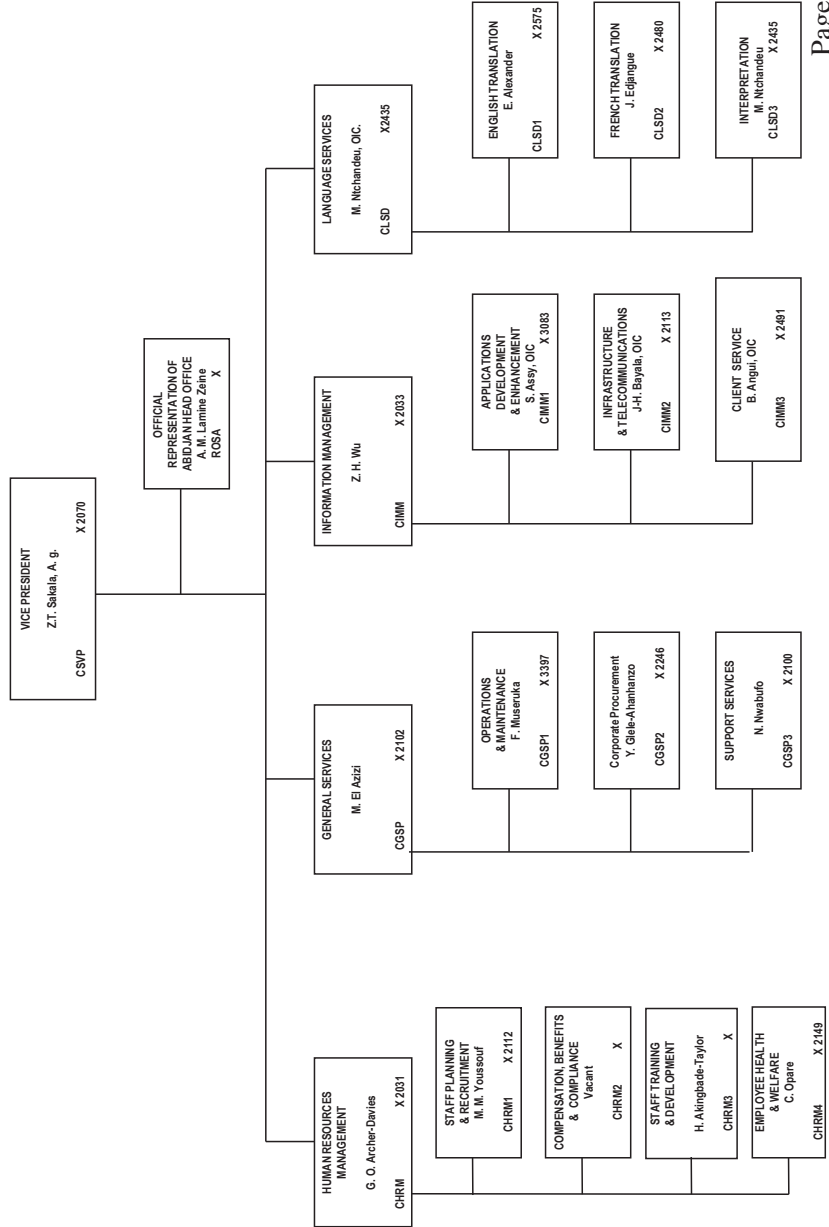 VICE PRESIDENT
Z.T. Sakala, A. g.
CSVP X 2070
OFFICIAL
REPRESENTATION OF
ABIDJAN HEAD OFFICE
A. M. Lamine Zeine
ROSA X
HUMAN RESOURCES
MANAGEMENT
G. O. Archer-Davies
CHRM X 2031
STAFF PLANNING
& RECRUITMENT
M. M. Youssouf
CHRM1 X 2112
COMPENSATION, BENEFITS
& COMPLIANCE
Vacant
CHRM2 X
STAFF TRAINING
& DEVELOPMENT
H. Akingbade-Taylor
CHRM3 X
EMPLOYEE HEALTH
& WELFARE
C. Opare
CHRM4 X 2149
GENERAL SERVICES
M. El Azizi
CGSP X 2102
OPERATIONS
& MAINTENANCE
F. Museruka
CGSP1 X 3397
Corporate Procurement
Y. Glele-Ahanhanzo
CGSP2 X 2246
SUPPORT SERVICES
N. Nwabufo
CGSP3 X 2100
INFORMATION MANAGEMENT
Z. H. Wu
CIMM X 2033
APPLICATIONS
DEVELOPMENT
& ENHANCEMENT
S. Assy, OIC
CIMM1 X 3083
INFRASTRUCTURE
& TELECOMMUNICATIONS
J-H. Bayala, OIC
CIMM2 X 2113
CLIENT SERVICE
B. Angui, OIC
CIMM3 X 2491
LANGUAGE SERVICES
M. Ntchandeu, OIC.
CLSD X2435
ENGLISH TRANSLATION
E. Alexander
CLSD1 X 2575
FRENCH TRANSLATION
J. Edjangue
CLSD2 X 2480
INTERPRETATION
M. Ntchandeu
CLSD3 X 2435
Page